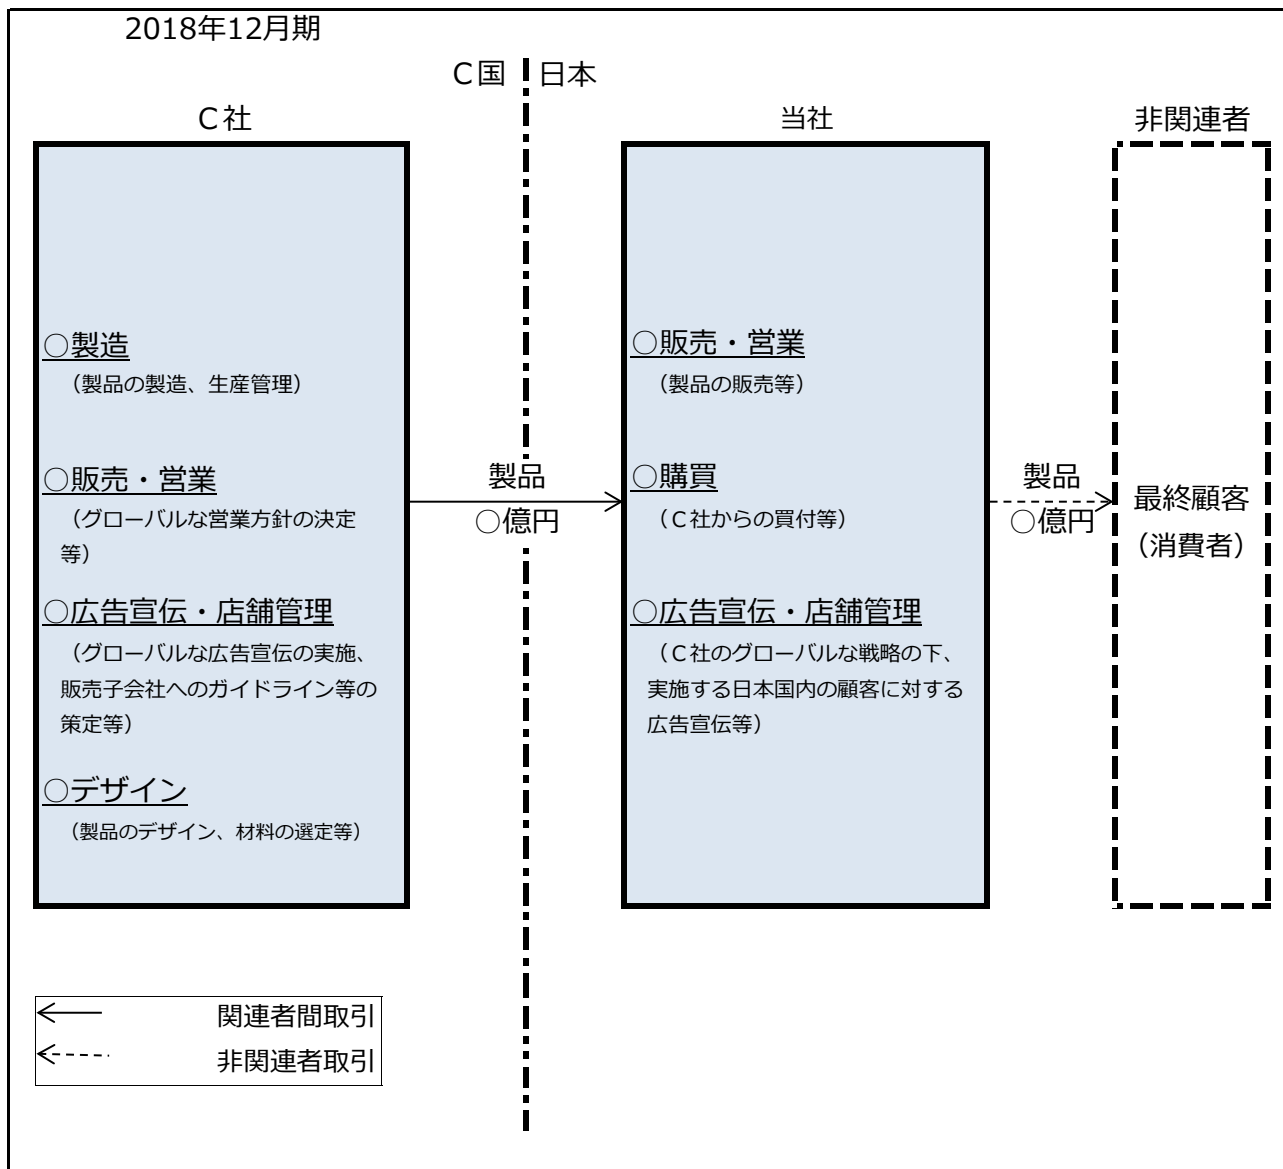 2018年12月期
C国
日本
C社
当社
非関連者
○製造
（製品の製造、生産管理）
○販売・営業
（グローバルな営業方針の決定
等）
○広告宣伝・店舗管理
（グローバルな広告宣伝の実施、
販売子会社へのガイドライン等の
策定等）
○デザイン
（製品のデザイン、材料の選定等）
製品
○億円
○販売・営業
（製品の販売等）
○購買
（C社からの買付等）
○広告宣伝・店舗管理
（C社のグローバルな戦略の下、
実施する日本国内の顧客に対する
広告宣伝等）
製品
○億円
最終顧客
（消費者）
関連者間取引
非関連者取引